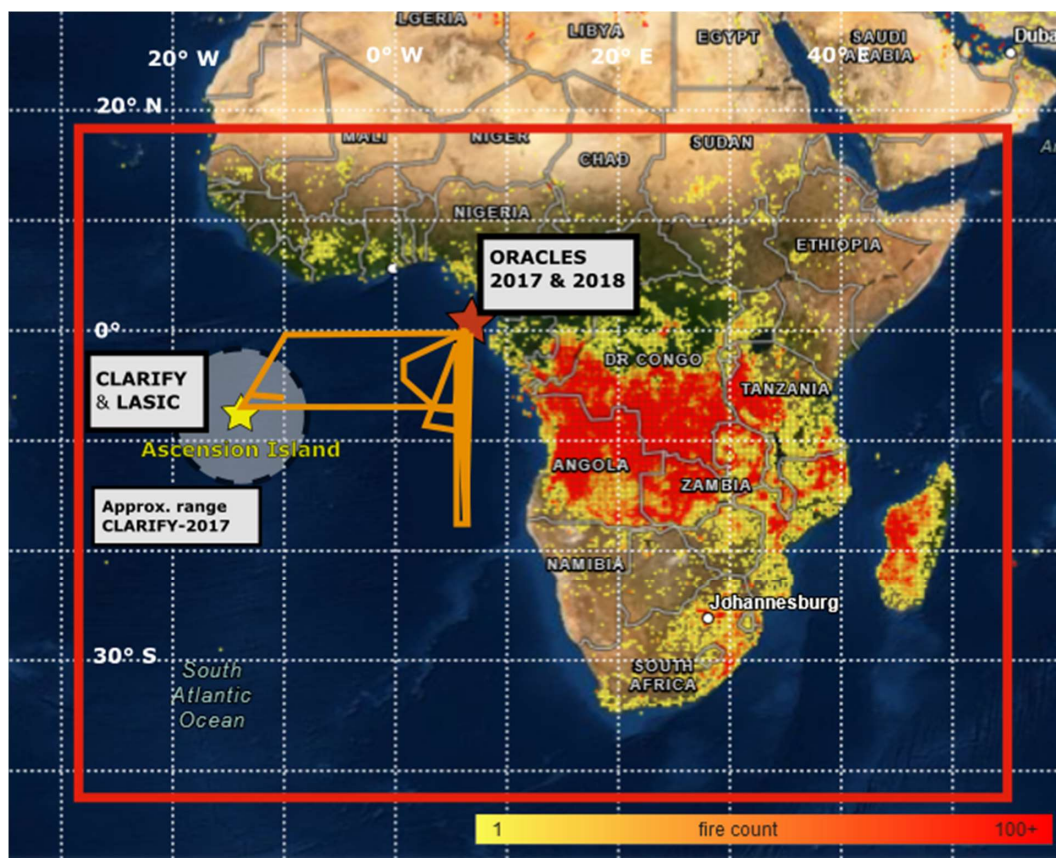 LGERIA
LIBYA
EGYPT
SAUDI
ARABIA
Duba
20° W
0° W
20° E
40° E
20° N
MALI
NIGER
CHAD
SUDAN
Ar
NIGERIA
ETHIOPIA
ORACLES
2017 & 2018
0°
DR CONGO
CLARIFY
& LASIC
TANZANIA
Ascension Island
ANGOLA
ZAMBIA
Approx. range
CLARIFY-2017
NAMIBIA
Johannesburg
30° S
South
Atlantic
Ocean
SOUTH
AFRICA
1 fire count 100+